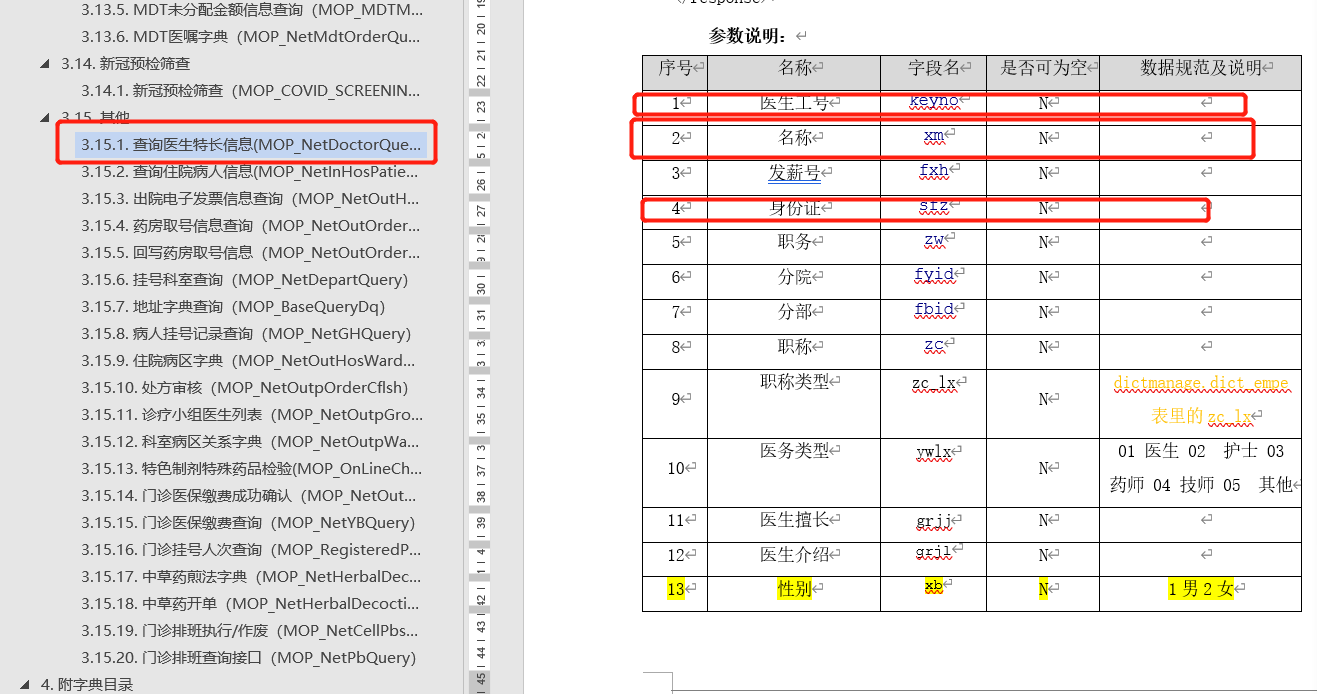 3.13.5. MDT未分配金额信息查询（MOP_MDTM...
3.13.6. MDT医嘱字典（MOP_NetMdtOrderQu...
3.14. 新冠预检筛查
3.14.1. 新冠预检筛查（MOP_COVID_SCREENIN...
3.15. 其他
3.15.1. 查询医生特长信息(MOP_NetDoctorQue...
3.15.2. 查询住院病人信息(MOP_NetInHosPatie...
3.15.3. 出院电子发票信息查询（MOP_NetOutH...
3.15.4. 药房取号信息查询（MOP_NetOutOrder...
3.15.5. 回写药房取号信息（MOP_NetOutOrder...
3.15.6. 挂号科室查询（MOP_NetDepartQuery)
3.15.7. 地址字典查询（MOP_BaseQueryDq)
3.15.8. 病人挂号记录查询（MOP_NetGHQuery)
3.15.9. 住院病区字典（MOP_NetOutHosWard...
3.15.10. 处方审核（MOP_NetOutpOrderCflsh)
3.15.11. 诊疗小组医生列表（MOP_NetOutpGro...
3.15.12. 科室病区关系字典（MOP_NetOutpWa...
3.15.13. 特色制剂特殊药品检验(MOP_OnLineCh...
3.15.14. 门诊医保缴费成功确认（MOP_NetOut...
3.15.15. 门诊医保缴费查询（MOP_NetYBQuery)
3.15.16. 门诊挂号人次查询（MOP_RegisteredP...
3.15.17. 中草药煎法字典（MOP_NetHerbalDec...
3.15.18. 中草药开单（MOP_NetHerbalDecocti...
3.15.19. 门诊排班执行/作废（MOP_NetCellPbs...
3.15.20. 门诊排班查询接口（MOP_NetPbQuery)
4. 附字典目录
参数说明：
序号 名称 字段名 是否可为空 数据规范及说明
1 医生工号 keyno N
2 名称 xm N
3 发薪号 fxh N
4 身份证 sfz N
5 职务 zw N
6 分院 fyid N
7 分部 fbid N
8 职称 zc N
9 职称类型 zc_lx N dictmanage.dict_empe
表里的 zc_lx
10 医务类型 ywlx N 01 医生 02 护士 03
药师 04 技师 05 其他
11 医生擅长 grjj N
12 医生介绍 grjl N
13 性别 xb N 1 男 2 女